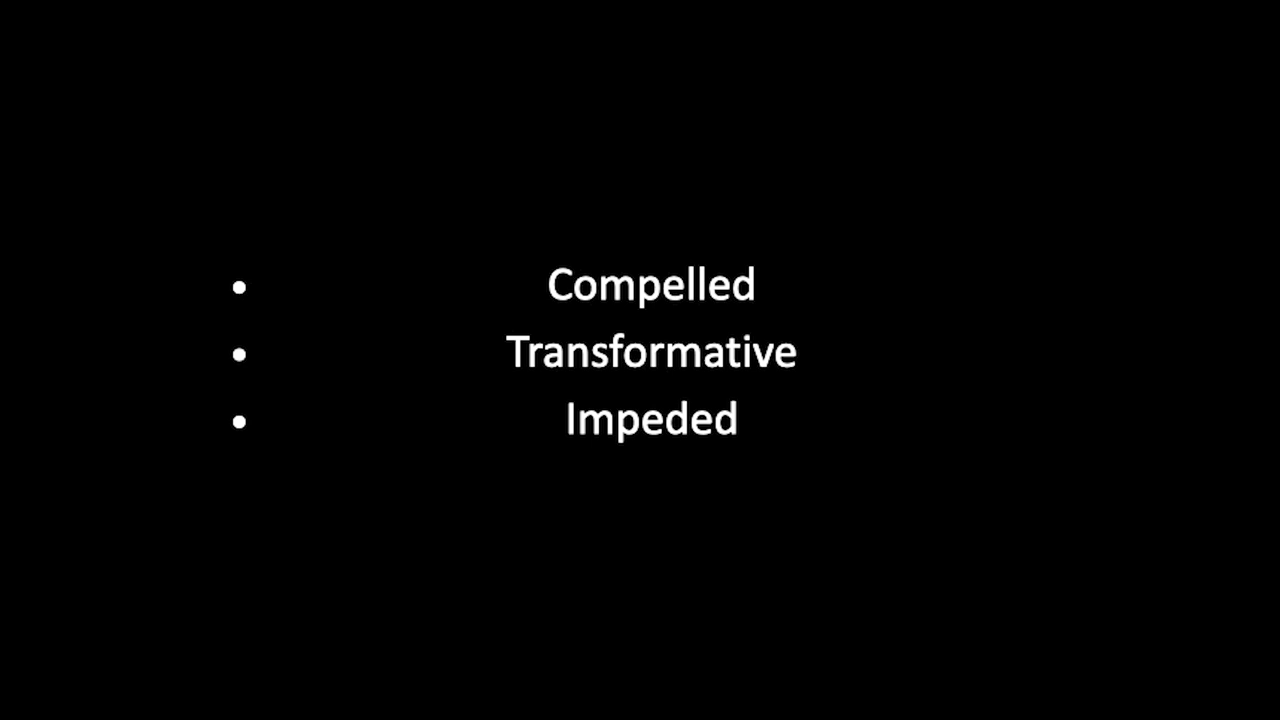 • Compelled
• Transformative
• Impeded